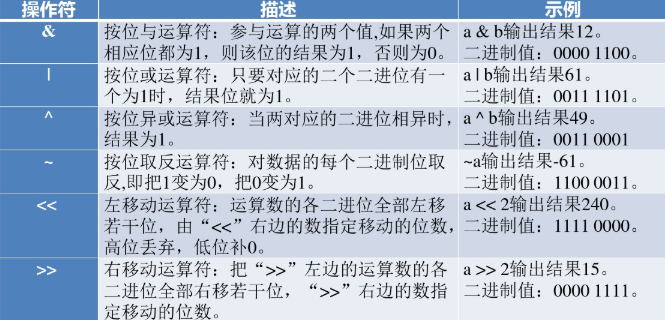 操作符 描述 示例
& 按位与运算符：参与运算的两个值,如果两个 a & b输出结果12。
相应位都为1，则该位的结果为1，否则为0。 二进制值：0000 1100。
| 按位或运算符：只要对应的二个二进位有一 a | b输出结果61。
个为1时，结果位就为1。 二进制值：0011 1101。
^ 按位异或运算符：当两对应的二进位相异时， a ^ b输出结果49。
结果为1。 二进制值：0011 0001
~ 按位取反运算符：对数据的每个二进制位取 ~a输出结果-61。
反,即把1变为0，把0变为1。 二进制值：1100 0011。
<< 左移动运算符：运算数的各二进位全部左移 a << 2输出结果240。
若干位，由“<<”右边的数指定移动的位数， 二进制值：1111 0000。
高位丢弃，低位补0。
>> 右移动运算符：把“>>”左边的运算数的各 a >> 2输出结果15。
二进位全部右移若干位，“>>”右边的数指 二进制值：0000 1111。
定移动的位数。